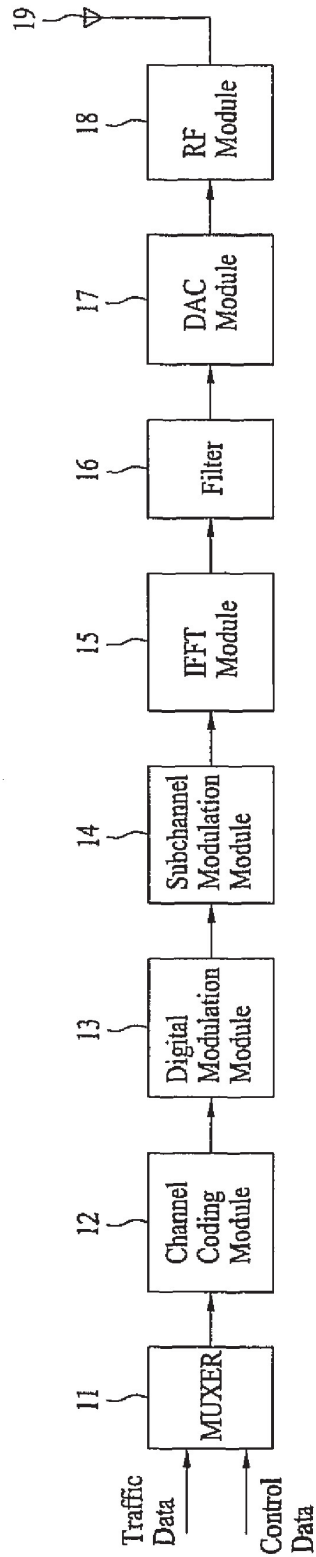 Traffic
Data
Control
Data
11
MUXER
12
Channel
Coding
Module
13
Digital
Modulation
Module
14
Subchannel
Modulation
Module
15
IFFT
Module
16
Filter
17
DAC
Module
18
RF
Module
19